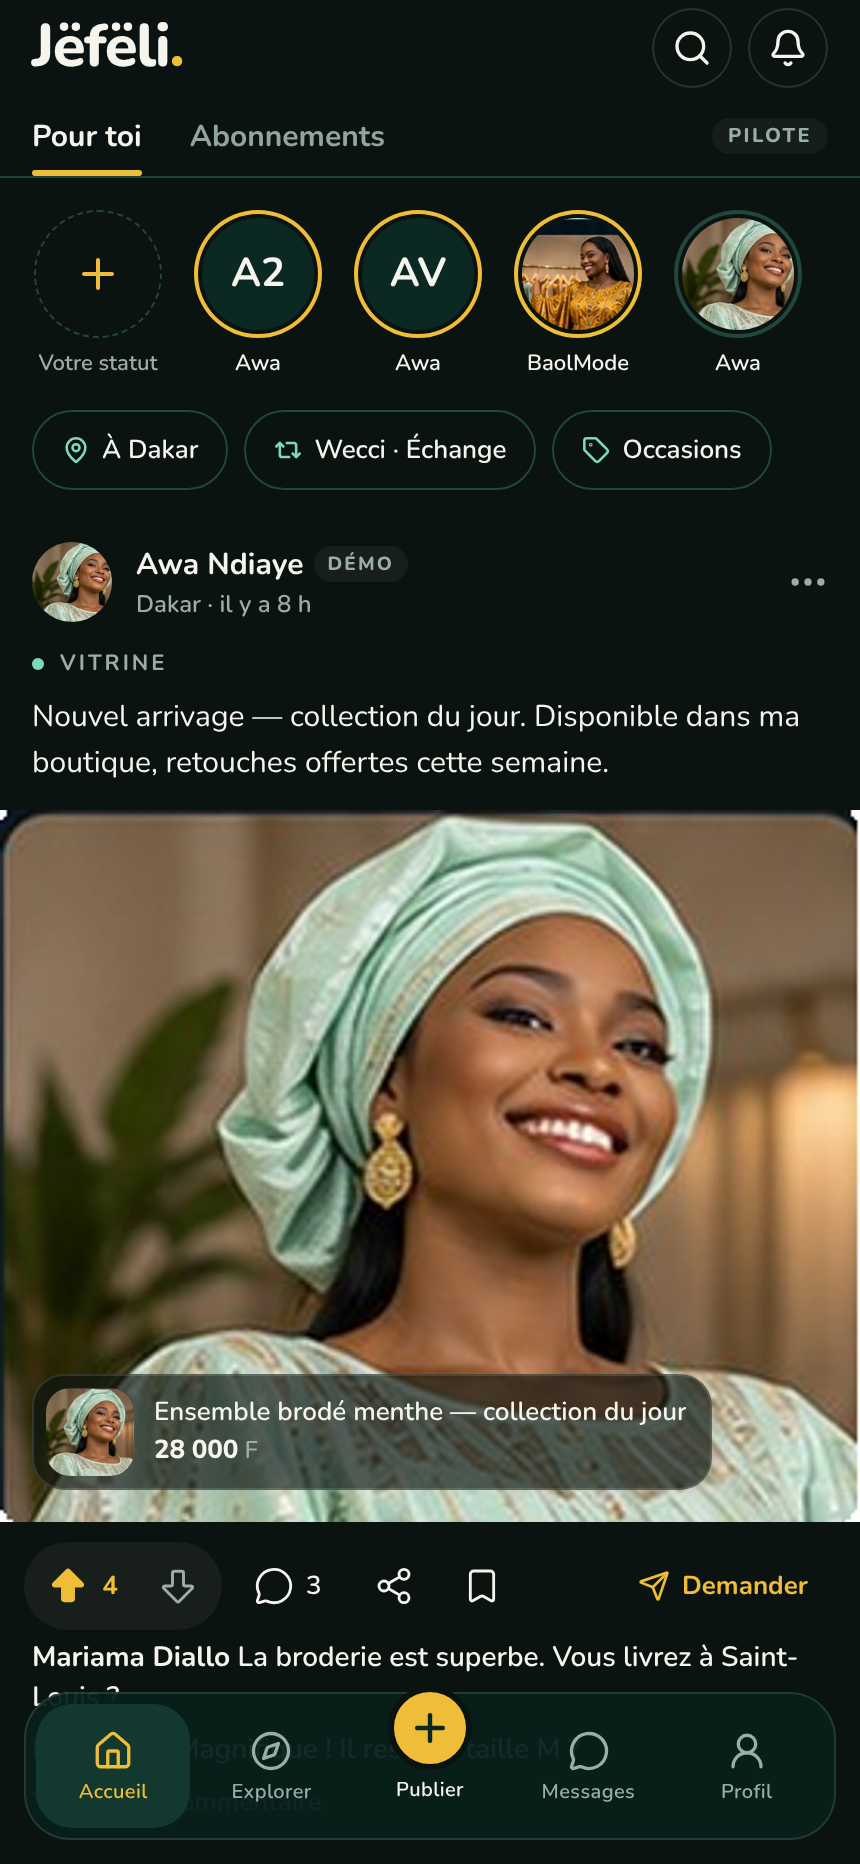 Jëfëli.
Pour toi
Abonnements
PILOTE
A2
AV
Votre statut
Awa
Awa
BaolMode
Awa
À Dakar
Wecci · Échange
Occasions
Awa Ndiaye DÉMO
Dakar · il y a 8 h
VITRINE
Nouvel arrivage — collection du jour. Disponible dans ma
boutique, retouches offertes cette semaine.
Ensemble brodé menthe — collection du jour
28 000 F
4
3
Demander
Mariama Diallo La broderie est superbe. Vous livrez à Saint-
Louis ?
taille M
Accueil
Explorer
Publier
Messages
Profil